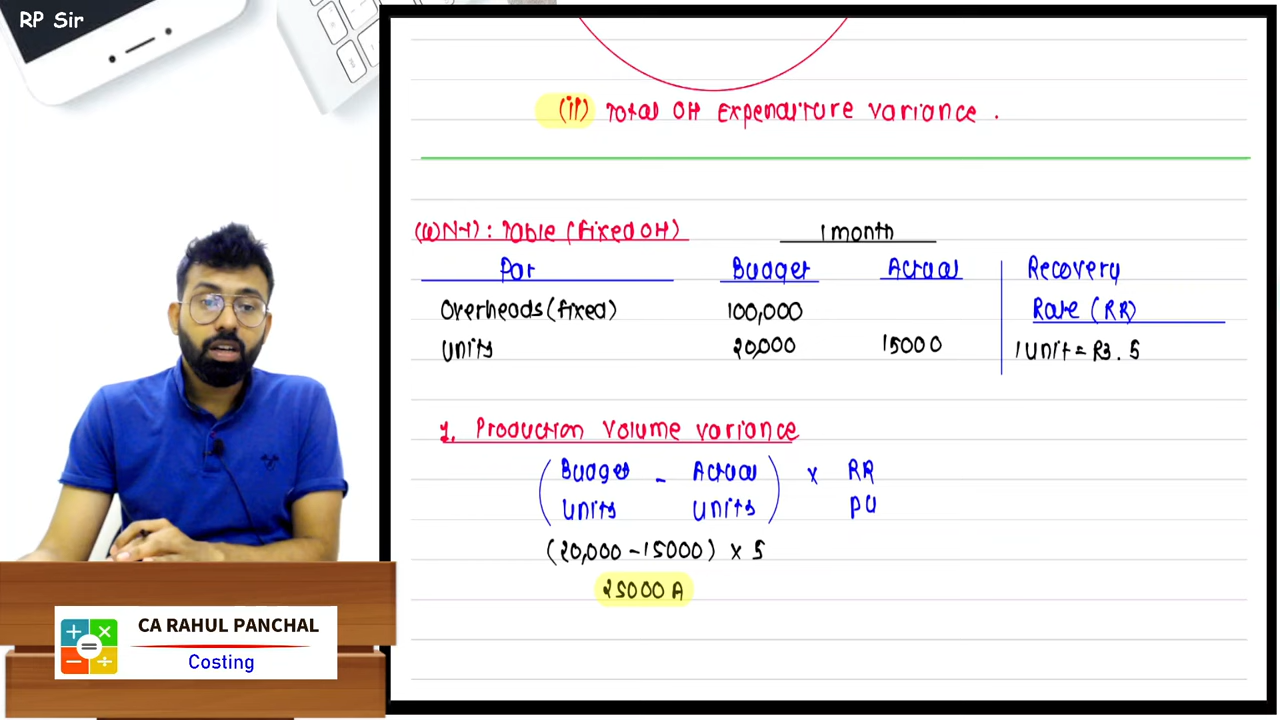 RP Sir
(ii) Total OH Expenditure Variance.
(WN-1): Table (Fixed OH) 1 month
Par Budget Actual Recovery
Overheads (fixed) 100,000 Rate (RR)
Units 20,000 15000 1 Unit = Rs. 5
1. Production Volume Variance
(Budget - Actual) x RR
Units Units PU
(20,000 - 15000) x 5
25000 A
CA RAHUL PANCHAL
Costing